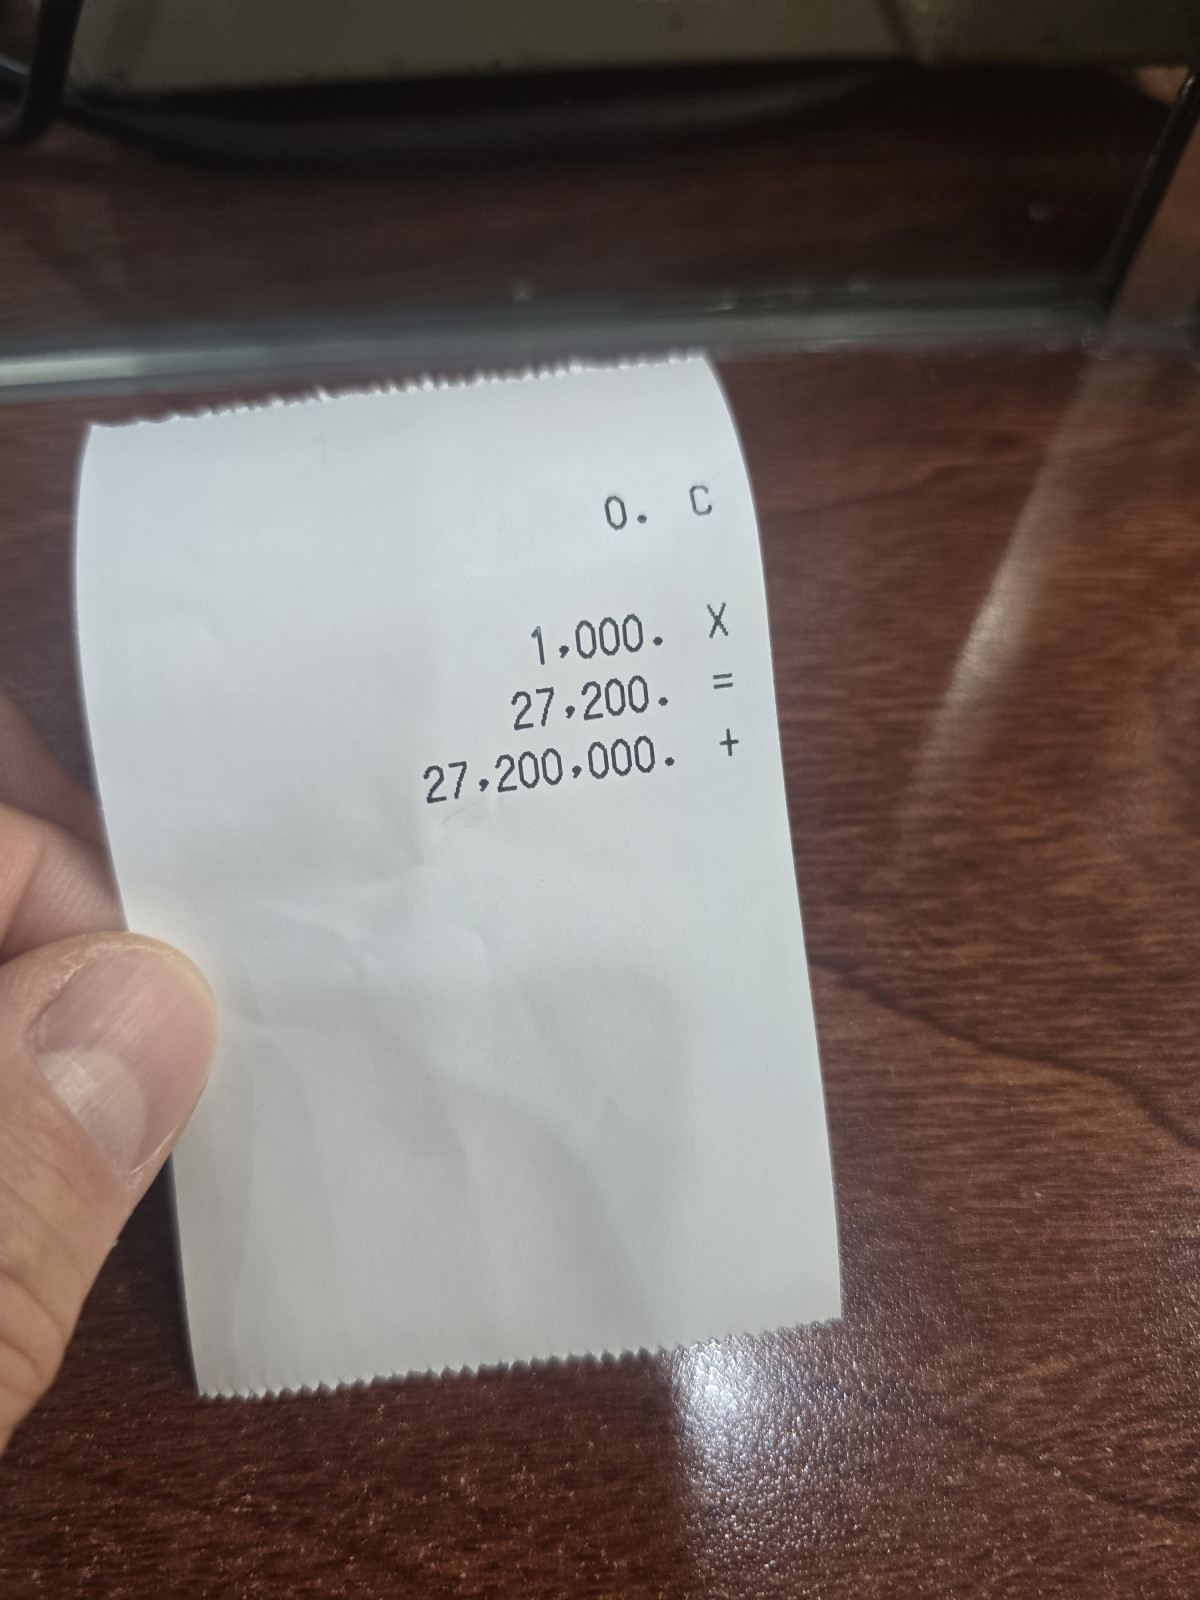 0. C
1,000. X
27,200. =
27,200,000. +